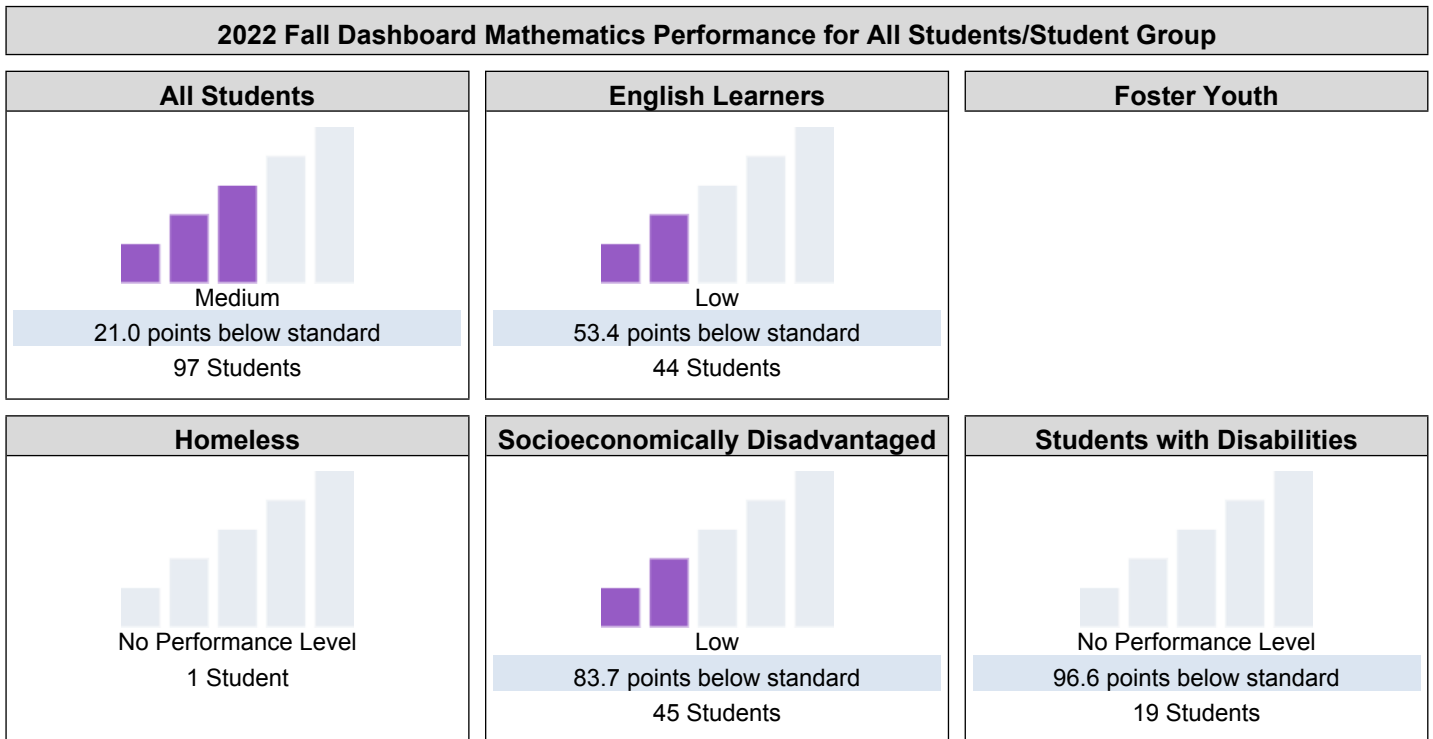 2022 Fall Dashboard Mathematics Performance for All Students/Student Group
All Students
Medium
21.0 points below standard
97 Students
English Learners
Low
53.4 points below standard
44 Students
Foster Youth
Homeless
No Performance Level
1 Student
Socioeconomically Disadvantaged
Low
83.7 points below standard
45 Students
Students with Disabilities
No Performance Level
96.6 points below standard
19 Students